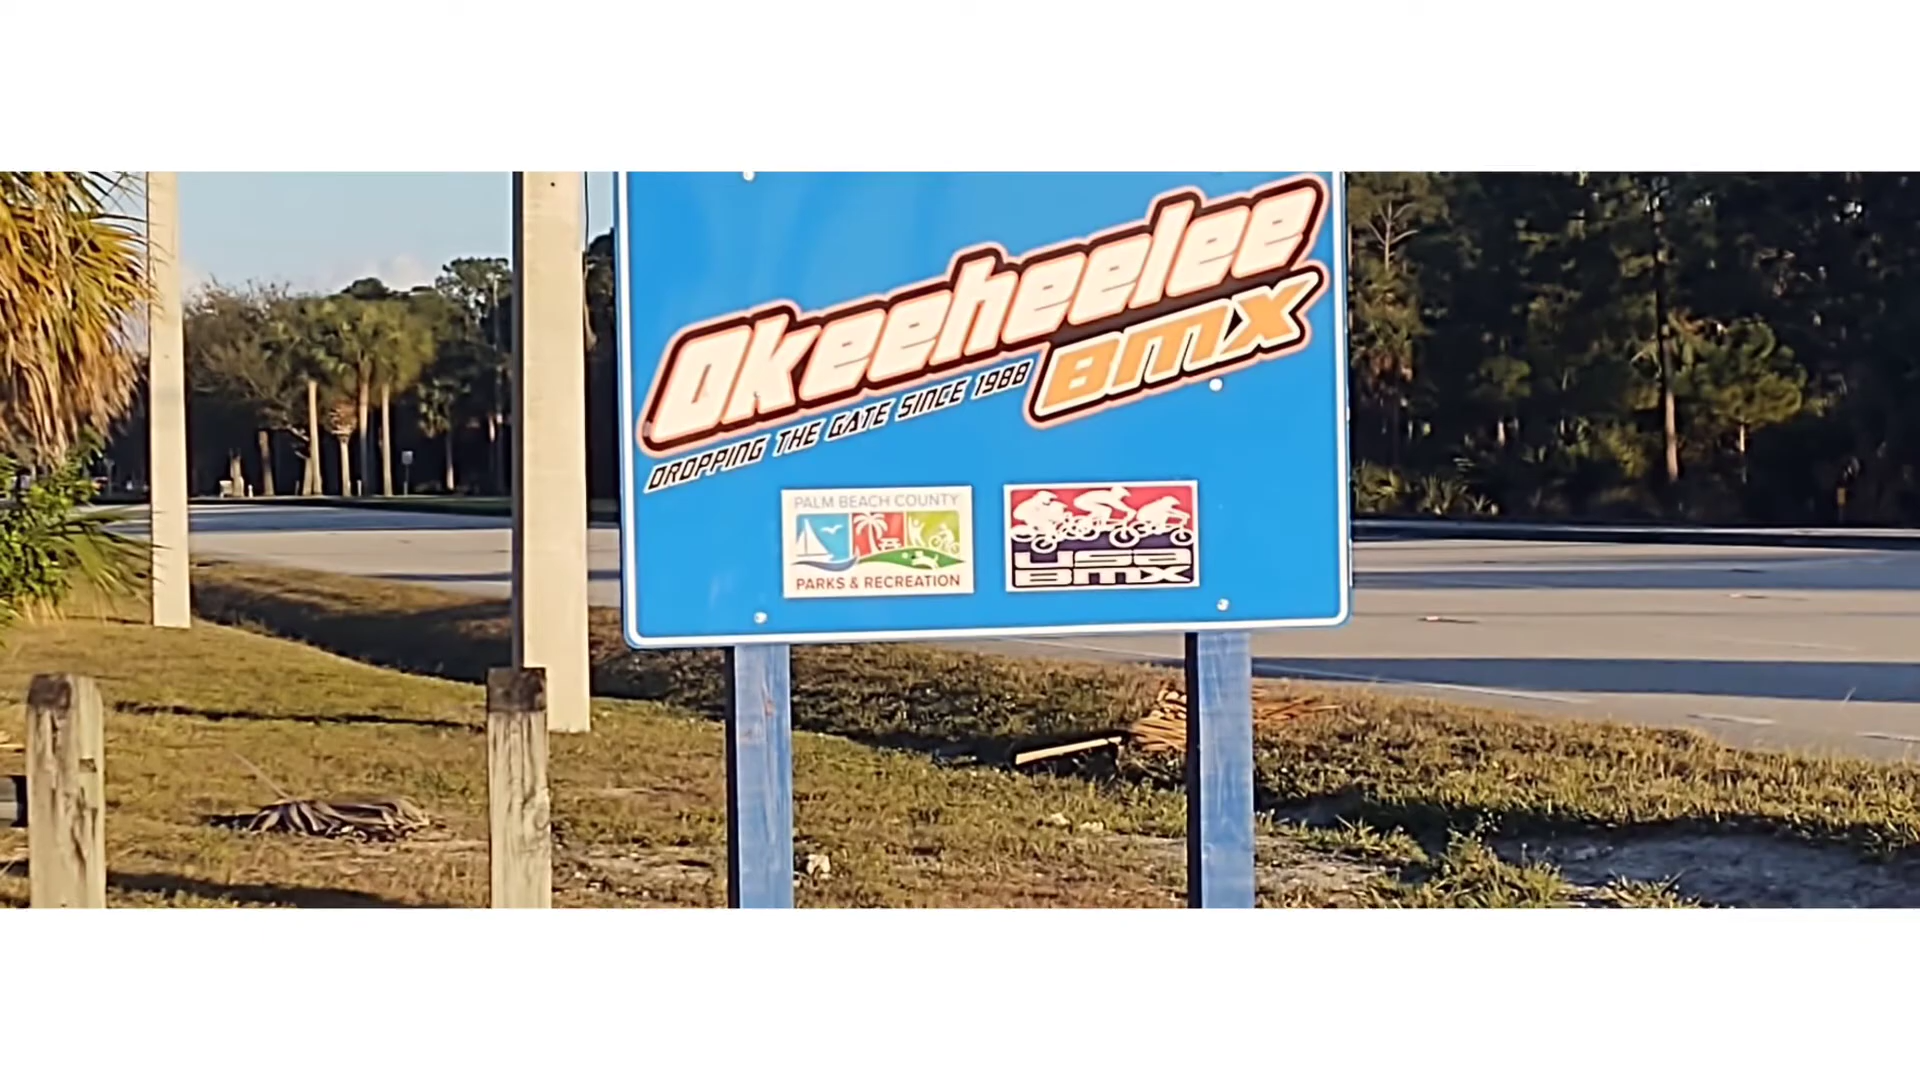 Okeeheelee
BMX
DROPPING THE GATE SINCE 1988
PALM BEACH COUNTY
PARKS & RECREATION
USA
BMX